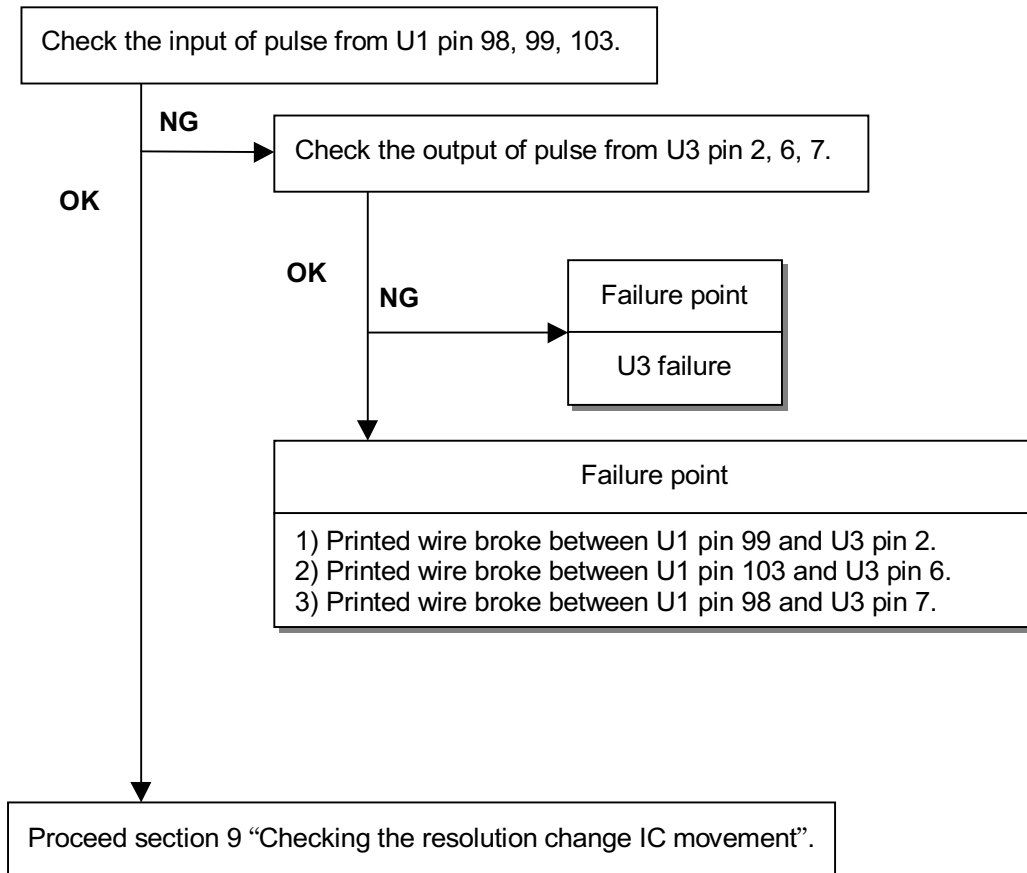 Check the input of pulse from U1 pin 98, 99, 103.
NG
Check the output of pulse from U3 pin 2, 6, 7.
OK
OK
NG
Failure point
U3 failure
Failure point
1) Printed wire broke between U1 pin 99 and U3 pin 2.
2) Printed wire broke between U1 pin 103 and U3 pin 6.
3) Printed wire broke between U1 pin 98 and U3 pin 7.
Proceed section 9 “Checking the resolution change IC movement”.